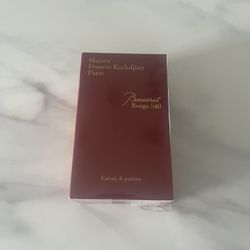 Maison
Francis Kurkdjian
Paris
Baccarat
Rouge 540
Extrait de parfum